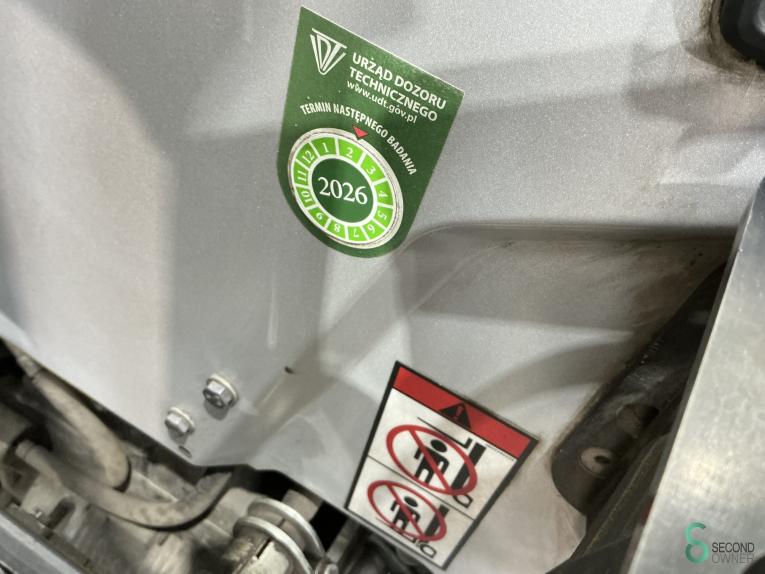 UDT
URZĄD DOZORU
TECHNICZNEGO
www.udt.gov.pl
TERMIN NASTĘPNEGO BADANIA
1 2 3 4 5 6 7 8 9 10 11 12
2026
SECOND
OWNER